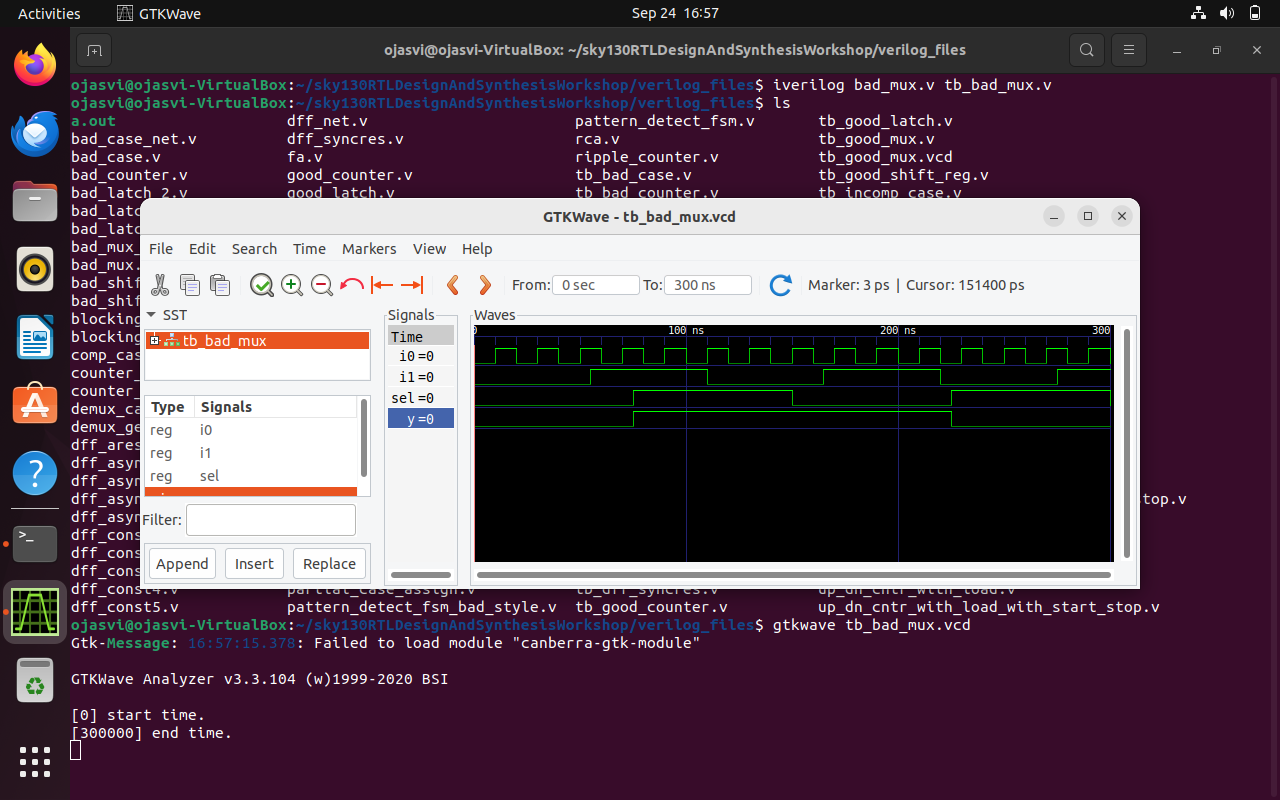 Activities GTKWave Sep 24 16:57
ojasvi@ojasvi-VirtualBox: ~/sky130RTLDesignAndSynthesisWorkshop/verilog_files
ojasvi@ojasvi-VirtualBox:~/sky130RTLDesignAndSynthesisWorkshop/verilog_files$ iverilog bad_mux.v tb_bad_mux.v
ojasvi@ojasvi-VirtualBox:~/sky130RTLDesignAndSynthesisWorkshop/verilog_files$ ls
a.out dff_net.v pattern_detect_fsm.v tb_good_latch.v
bad_case_net.v dff_syncres.v rca.v tb_good_mux.v
bad_case.v fa.v ripple_counter.v tb_good_mux.vcd
bad_counter.v good_counter.v tb_bad_case.v tb_good_shift_reg.v
bad_latch_2.v good_latch.v tb_bad_counter.v tb_incomp_case.v
bad_latc
bad_latc
bad_mux_
bad_mux.
bad_shif
bad_shif
blocking
blocking
comp_cas
counter_
counter_
demux_ca
demux_ge
dff_ares
dff_asyn
dff_asyn
dff_asyn
dff_asyn
dff_cons
dff_cons
dff_cons
top.v
GTKWave - tb_bad_mux.vcd
File Edit Search Time Markers View Help
From: 0 sec To: 300 ns Marker: 3 ps | Cursor: 151400 ps
SST
tb_bad_mux
Type Signals
reg i0
reg i1
reg sel
Filter:
Append Insert Replace
Signals
Time
i0=0
i1=0
sel=0
y=0
Waves
0 100 ns 200 ns 300
dff_const4.v partial_case_assign.v tb_dff_syncres.v up_dn_cntr_with_load.v
dff_const5.v pattern_detect_fsm_bad_style.v tb_good_counter.v up_dn_cntr_with_load_with_start_stop.v
ojasvi@ojasvi-VirtualBox:~/sky130RTLDesignAndSynthesisWorkshop/verilog_files$ gtkwave tb_bad_mux.vcd
Gtk-Message: 16:57:15.378: Failed to load module "canberra-gtk-module"
GTKWave Analyzer v3.3.104 (w)1999-2020 BSI
[0] start time.
[300000] end time.